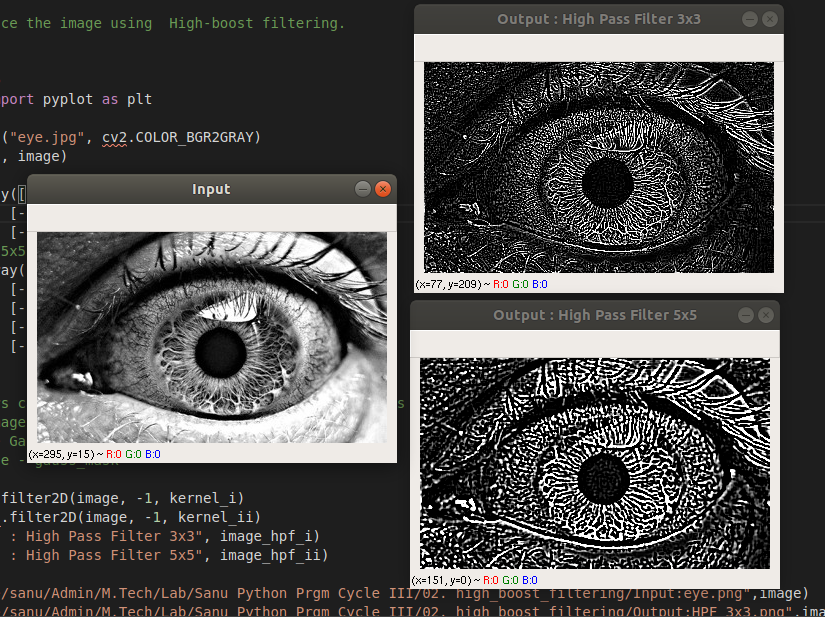 ce the image using  High-boost filtering.
port pyplot as plt
("eye.jpg", cv2.COLOR_BGR2GRAY)
, image)
y([
[-
[-
5x5
ay(
[-
[-
[-
[-
s c
s
age
Ga
e - gauss_mask
filter2D(image, -1, kernel_i)
.filter2D(image, -1, kernel_ii)
: High Pass Filter 3x3", image_hpf_i)
: High Pass Filter 5x5", image_hpf_ii)
/sanu/Admin/M.Tech/Lab/Sanu Python Prgm Cycle III/02. high_boost_filtering/Input:eye.png",image)
/sanu/Admin/M.Tech/Lab/Sanu Python Prgm Cycle III/02. high_boost_filtering/Output:HPF 3x3.png",ima
Input
(x=295, y=15) ~ R:0 G:0 B:0
Output : High Pass Filter 3x3
(x=77, y=209) ~ R:0 G:0 B:0
Output : High Pass Filter 5x5
(x=151, y=0) ~ R:0 G:0 B:0